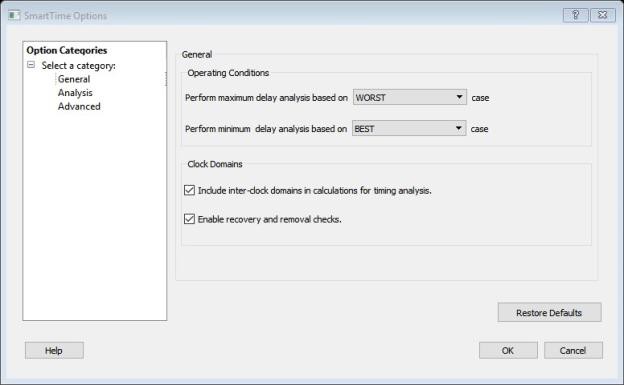 SmartTime Options
Option Categories
Select a category:
General
Analysis
Advanced
General
Operating Conditions
Perform maximum delay analysis based on WORST case
Perform minimum delay analysis based on BEST case
Clock Domains
Include inter-clock domains in calculations for timing analysis.
Enable recovery and removal checks.
Restore Defaults
Help OK Cancel